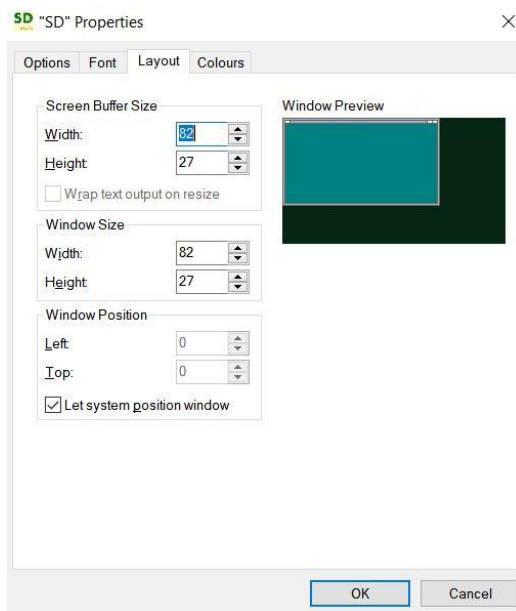 SD "SD" Properties
Options Font Layout Colours
Screen Buffer Size
Width: 82
Height: 27
Wrap text output on resize
Window Size
Width: 82
Height: 27
Window Position
Left: 0
Top: 0
Let system position window
Window Preview
OK Cancel